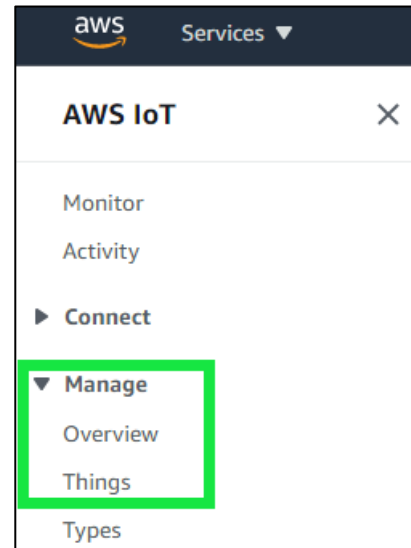 aws Services
AWS IoT
Monitor
Activity
Connect
Manage
Overview
Things
Types